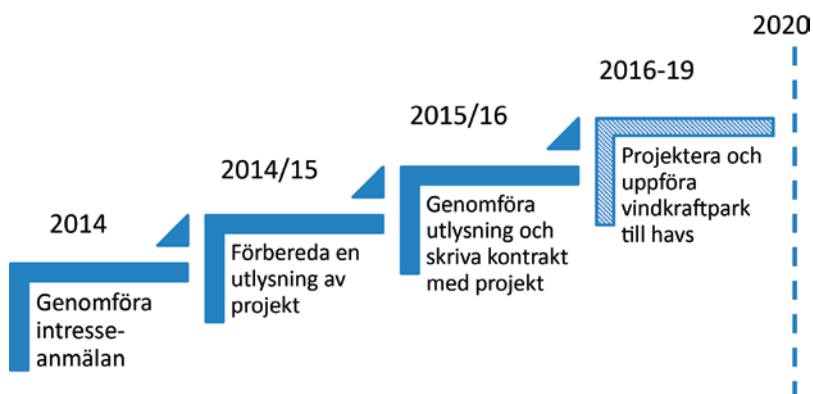 2014
Genomföra
intresse-
anmälan
2014/15
Förbereda en
utlysning av
projekt
2015/16
Genomföra
utlysning och
skriva kontrakt
med projekt
2016-19
Projektera och
uppföra
vindkraftpark
till havs
2020